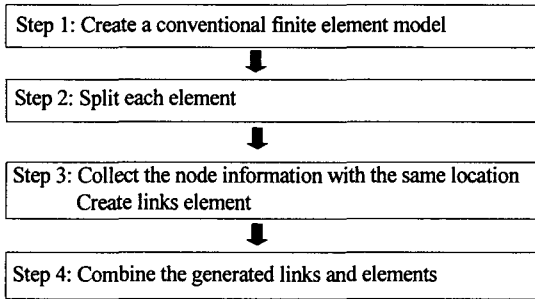 Step 1: Create a conventional finite element model
Step 2: Split each element
Step 3: Collect the node information with the same location
Create links element
Step 4: Combine the generated links and elements